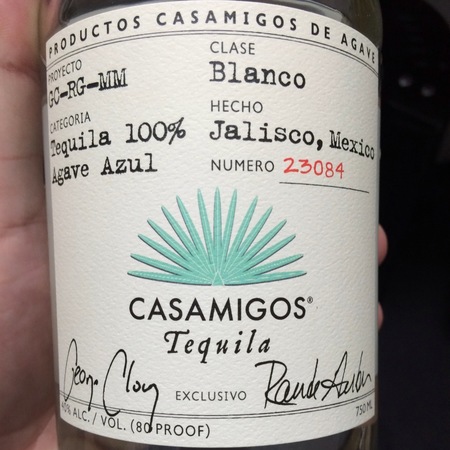 PRODUCTOS CASAMIGOS DE AGAVE
PROYECTO
GC-RG-MM
CLASE
Blanco
CATEGORIA
Tequila 100%
Agave Azul
HECHO
Jalisco, Mexico
NUMERO 23084
CASAMIGOS®
Tequila
EXCLUSIVO
40% ALC. / VOL. (80 PROOF)
750 ML